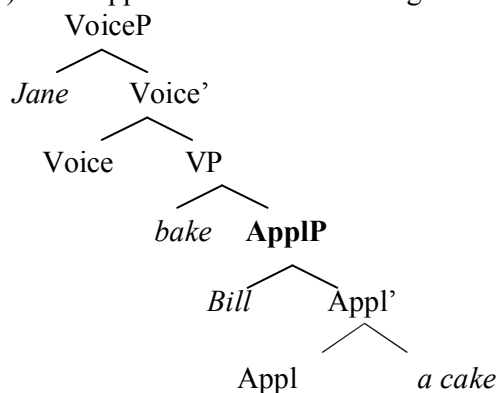 VoiceP
Jane Voice’
Voice VP
bake ApplP
Bill Appl’
Appl a cake